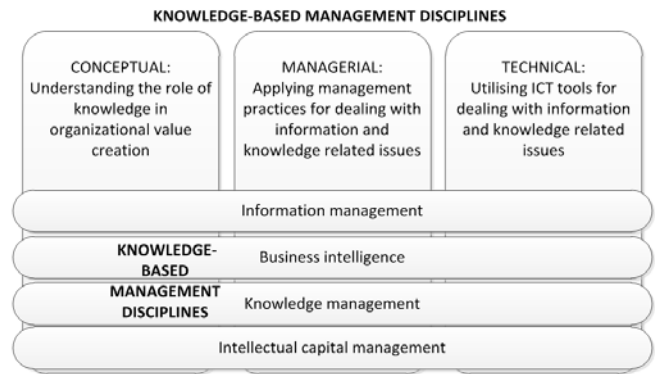 KNOWLEDGE-BASED MANAGEMENT DISCIPLINES
CONCEPTUAL:
Understanding the role of
knowledge in
organizational value
creation
MANAGERIAL:
Applying management
practices for dealing with
information and
knowledge related issues
TECHNICAL:
Utilising ICT tools for
dealing with information
and knowledge related
issues
Information management
KNOWLEDGE-
BASED
MANAGEMENT
DISCIPLINES
Business intelligence
Knowledge management
Intellectual capital management